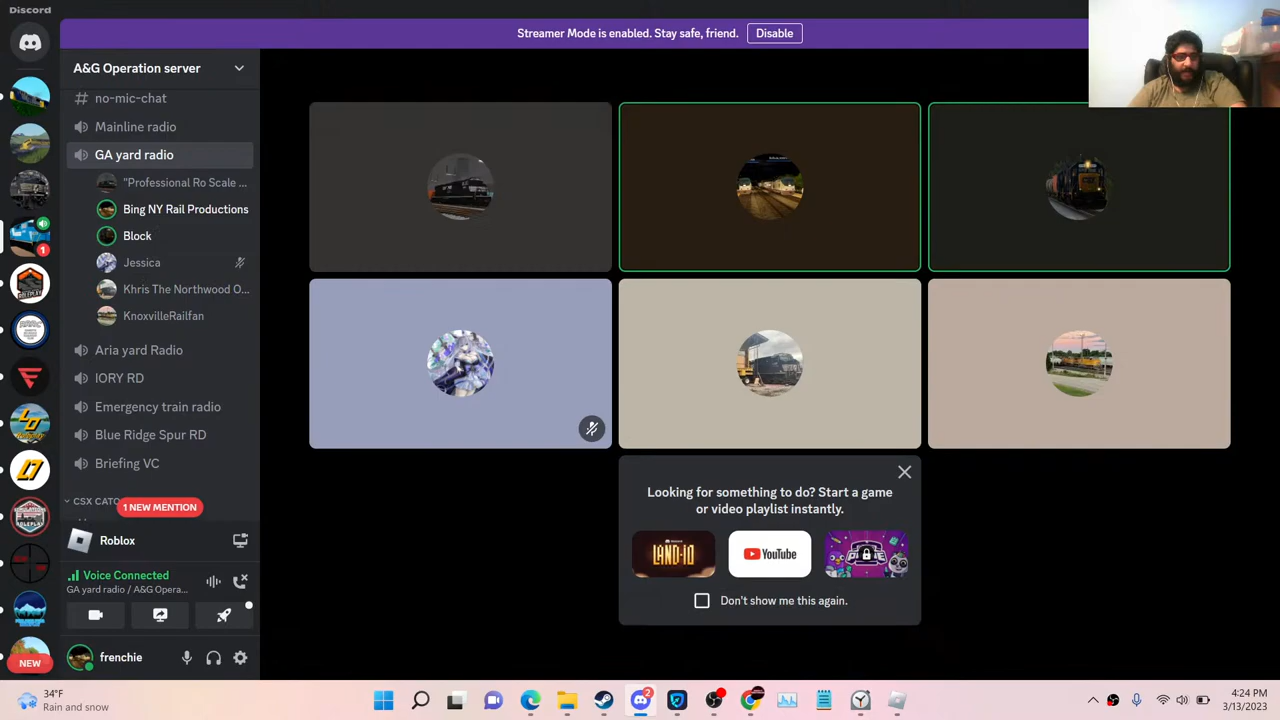 Discord
Streamer Mode is enabled. Stay safe, friend.
Disable
A&G Operation server
no-mic-chat
Mainline radio
GA yard radio
"Professional Ro Scale ...
Bing NY Rail Productions
Block
Jessica
Khris The Northwood O...
KnoxvilleRailfan
Aria yard Radio
IORY RD
Emergency train radio
Blue Ridge Spur RD
Briefing VC
CSX CATO
1 NEW MENTION
Roblox
Voice Connected
GA yard radio / A&G Opera...
frenchie
NEW
1
Looking for something to do? Start a game
or video playlist instantly.
LAND-IO
YouTube
Don't show me this again.
34°F
Rain and snow
2
4:24 PM
3/13/2023